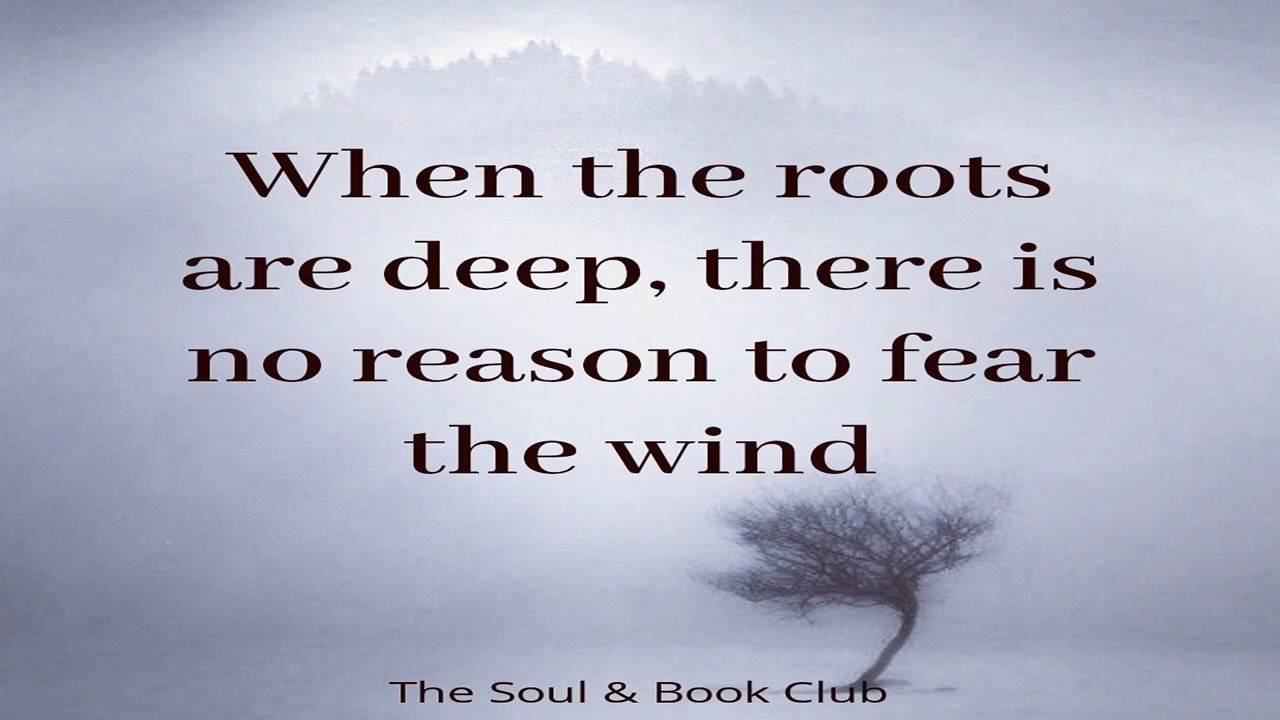 When the roots
are deep, there is
no reason to fear
the wind
The Soul & Book Club